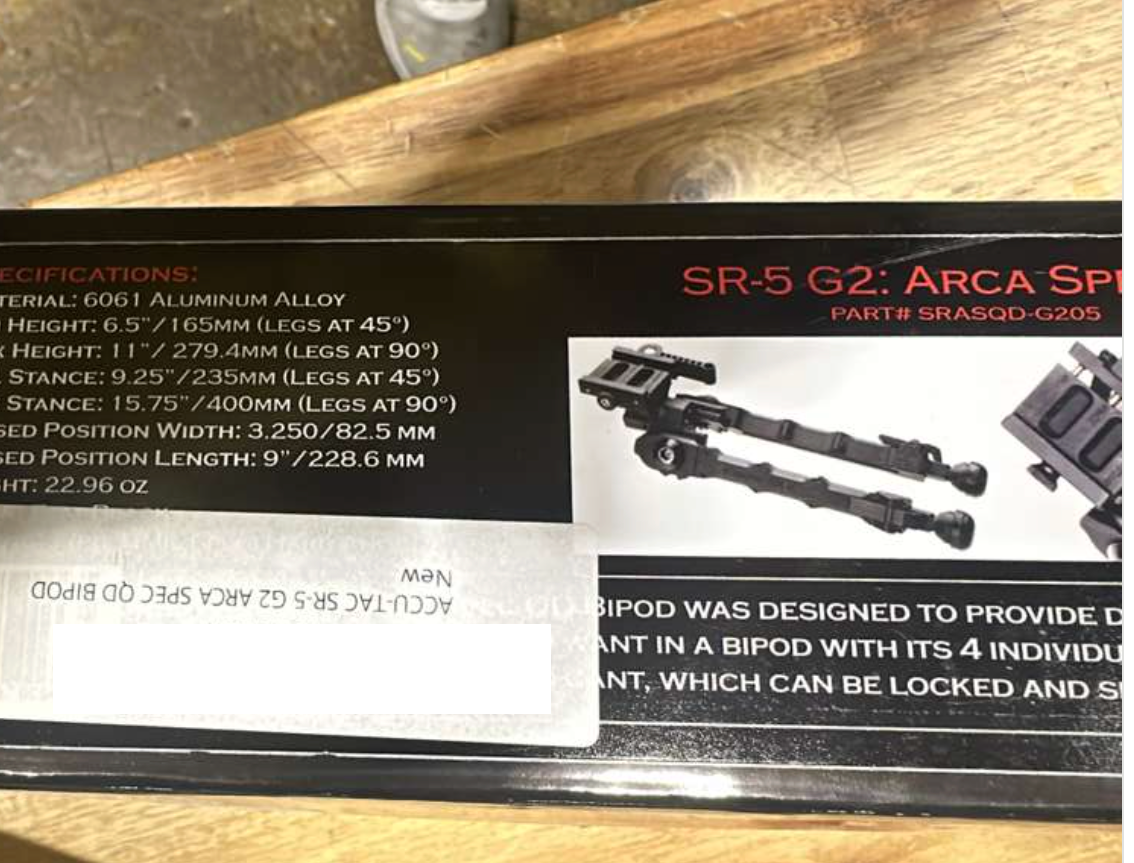 ECIFICATIONS:
TERIAL: 6061 ALUMINUM ALLOY
HEIGHT: 6.5"/165MM (LEGS AT 45°)
HEIGHT: 11"/ 279.4MM (LEGS AT 90°)
STANCE: 9.25"/235MM (LEGS AT 45°)
STANCE: 15.75"/400MM (LEGS AT 90°)
SED POSITION WIDTH: 3.250/82.5 MM
SED POSITION LENGTH: 9"/228.6 MM
GHT: 22.96 OZ
ACCU-TAC SR-5 G2 ARCA SPEC QD BIPOD
New
SR-5 G2: ARCA SPE
PART# SRASQD-G205
QD BIPOD WAS DESIGNED TO PROVIDE D
ANT IN A BIPOD WITH ITS 4 INDIVIDU
ANT, WHICH CAN BE LOCKED AND S